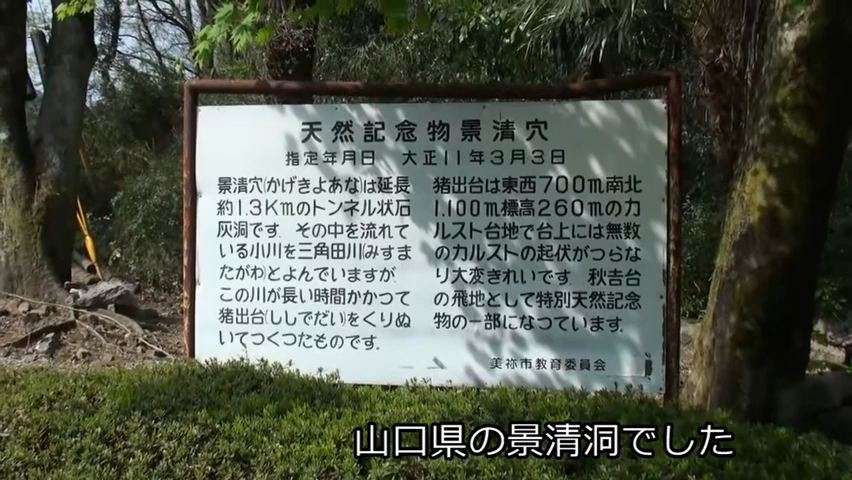 天然記念物景清穴
指定年月日 大正11年3月3日
景清穴(かげきよあな)は延長
約1.3Kmのトンネル状石
灰洞です。その中を流れて
いる小川を三角田川(みすま
たがわ)とよんでいますが、
この川が長い時間かかつて
猪出台(ししでだい)をくりぬ
いてつくつたものです。
猪出台は東西700m南北
1,100m標高260mのカ
ルスト台地で台上には無数
のカルストの起伏がつらな
り大変きれいです。秋吉台
の飛地として特別天然記念
物の一部になつています。
美祢市教育委員会
山口県の景清洞でした